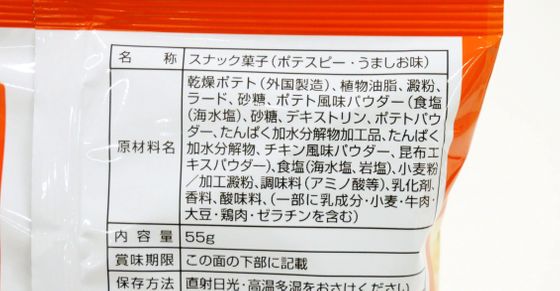 名称 スナック菓子(ポテスピー・うましお味)
原材料名 乾燥ポテト(外国製造)、植物油脂、澱粉、
ラード、砂糖、ポテト風味パウダー(食塩
(海水塩)、砂糖、デキストリン、ポテトパウ
ダー、たんぱく加水分解物加工品、たんぱく
加水分解物、チキン風味パウダー、昆布エ
キスパウダー)、食塩(海水塩、岩塩)、小麦粉
/加工澱粉、調味料(アミノ酸等)、乳化剤、
香料、酸味料、(一部に乳成分・小麦・牛肉・
大豆・鶏肉・ゼラチンを含む)
内容量 55g
賞味期限 この面の下部に記載
保存方法 直射日光・高温多湿をおさけください